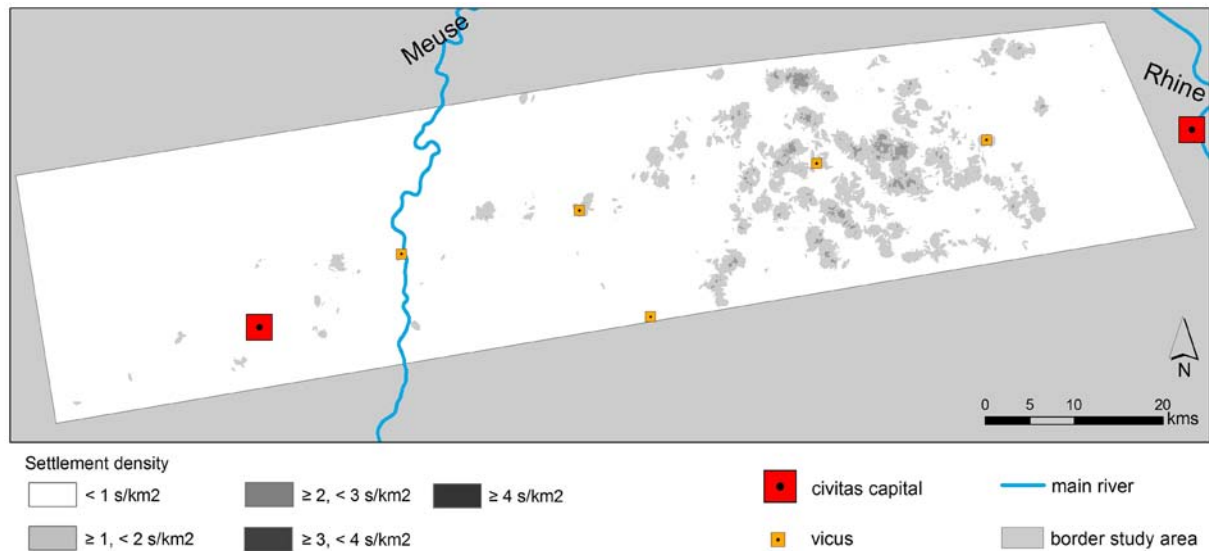 Meuse
Rhine
N
0 5 10 20
kms
Settlement density
< 1 s/km2
≥ 2, < 3 s/km2
≥ 4 s/km2
civitas capital
main river
≥ 1, < 2 s/km2
≥ 3, < 4 s/km2
vicus
border study area